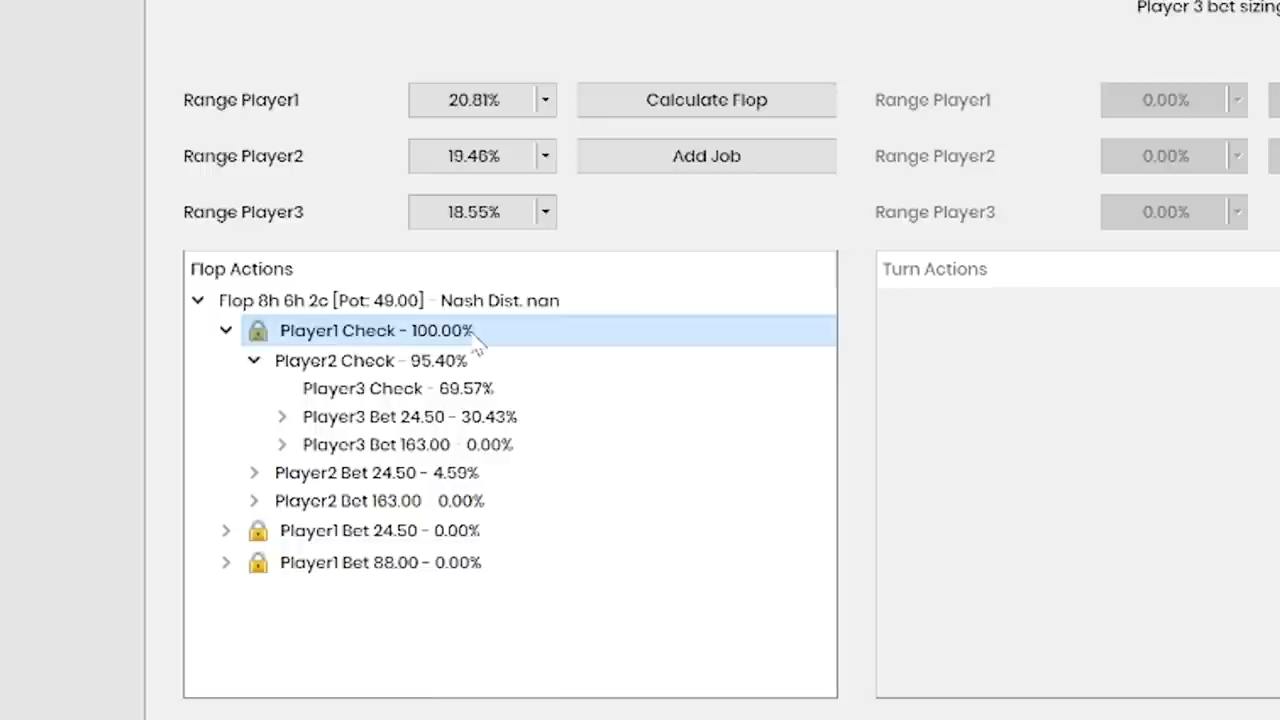 Player 3 bet sizing
Range Player1 20.81% Calculate Flop Range Player1 0.00%
Range Player2 19.46% Add Job Range Player2 0.00%
Range Player3 18.55% Range Player3 0.00%
Flop Actions
Turn Actions
Flop 8h 6h 2c [Pot: 49.00] - Nash Dist. nan
Player1 Check - 100.00%
Player2 Check - 95.40%
Player3 Check - 69.57%
Player3 Bet 24.50 - 30.43%
Player3 Bet 163.00 - 0.00%
Player2 Bet 24.50 - 4.59%
Player2 Bet 163.00 0.00%
Player1 Bet 24.50 - 0.00%
Player1 Bet 88.00 - 0.00%